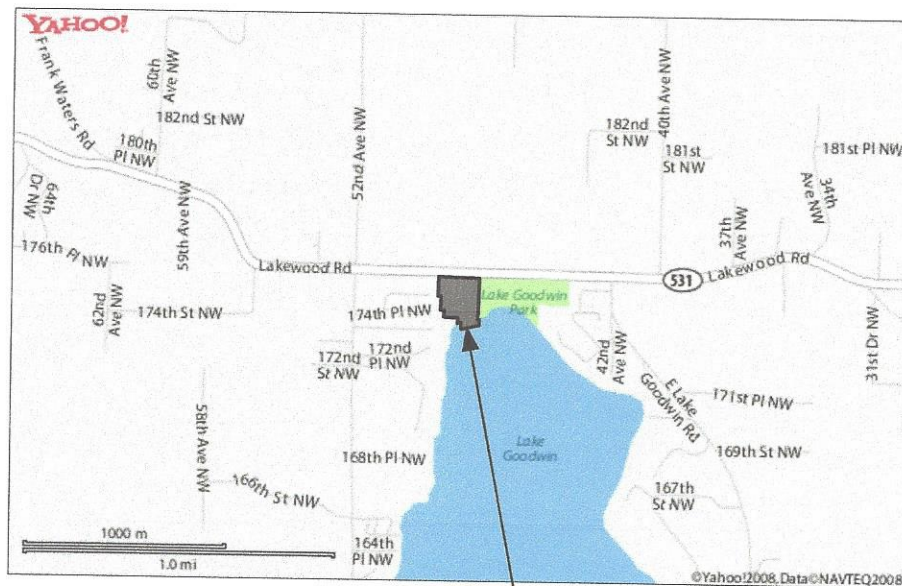 YAHOO!
Frank Waters Rd
60th
Ave NW
182nd St NW
180th
Pl NW
64th
Dr NW
59th Ave NW
52nd Ave NW
182nd
St NW
40th Ave NW
181st
St NW
181st Pl NW
34th
Ave NW
37th
Ave NW
176th Pl NW
Lakewood Rd
531
Lakewood Rd
62nd
Ave NW
174th St NW
174th Pl NW
Lake Goodwin
Park
172nd
St NW
172nd
Pl NW
42nd
Ave NW
E Lake
Goodwin Rd
31st Dr NW
171st Pl NW
58th Ave NW
168th Pl NW
Lake
Goodwin
169th St NW
166th St NW
167th
St NW
164th
Pl NW
1000 m
1.0 mi
©Yahoo!2008, Data©NAVTEQ2008